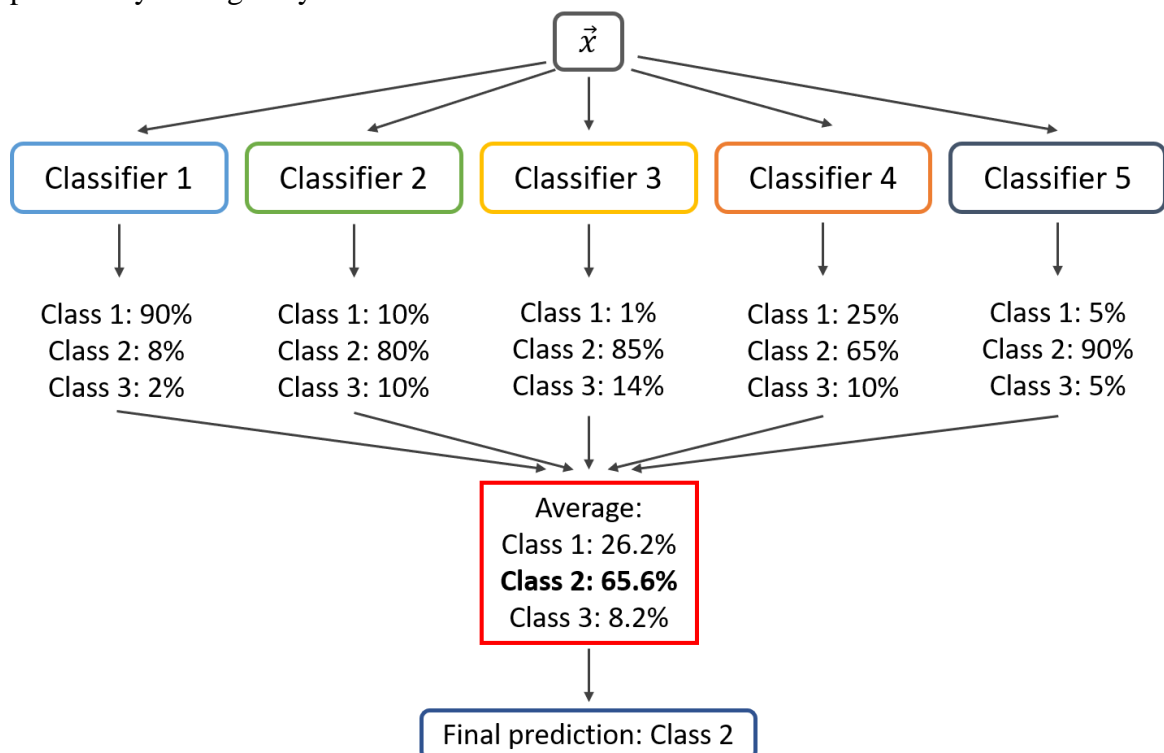 x⃗
Classifier 1
Classifier 2
Classifier 3
Classifier 4
Classifier 5
Class 1: 90%
Class 2: 8%
Class 3: 2%
Class 1: 10%
Class 2: 80%
Class 3: 10%
Class 1: 1%
Class 2: 85%
Class 3: 14%
Class 1: 25%
Class 2: 65%
Class 3: 10%
Class 1: 5%
Class 2: 90%
Class 3: 5%
Average:
Class 1: 26.2%
Class 2: 65.6%
Class 3: 8.2%
Final prediction: Class 2